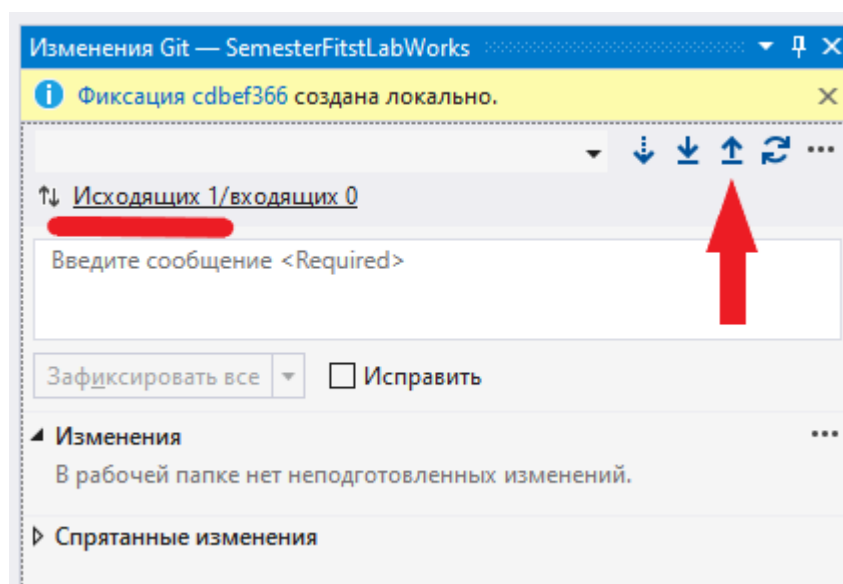 Изменения Git — SemesterFitstLabWorks
Фиксация cdbef366 создана локально.
Исходящих 1/входящих 0
Введите сообщение <Required>
Зафиксировать все
Исправить
Изменения
В рабочей папке нет неподготовленных изменений.
Спрятанные изменения